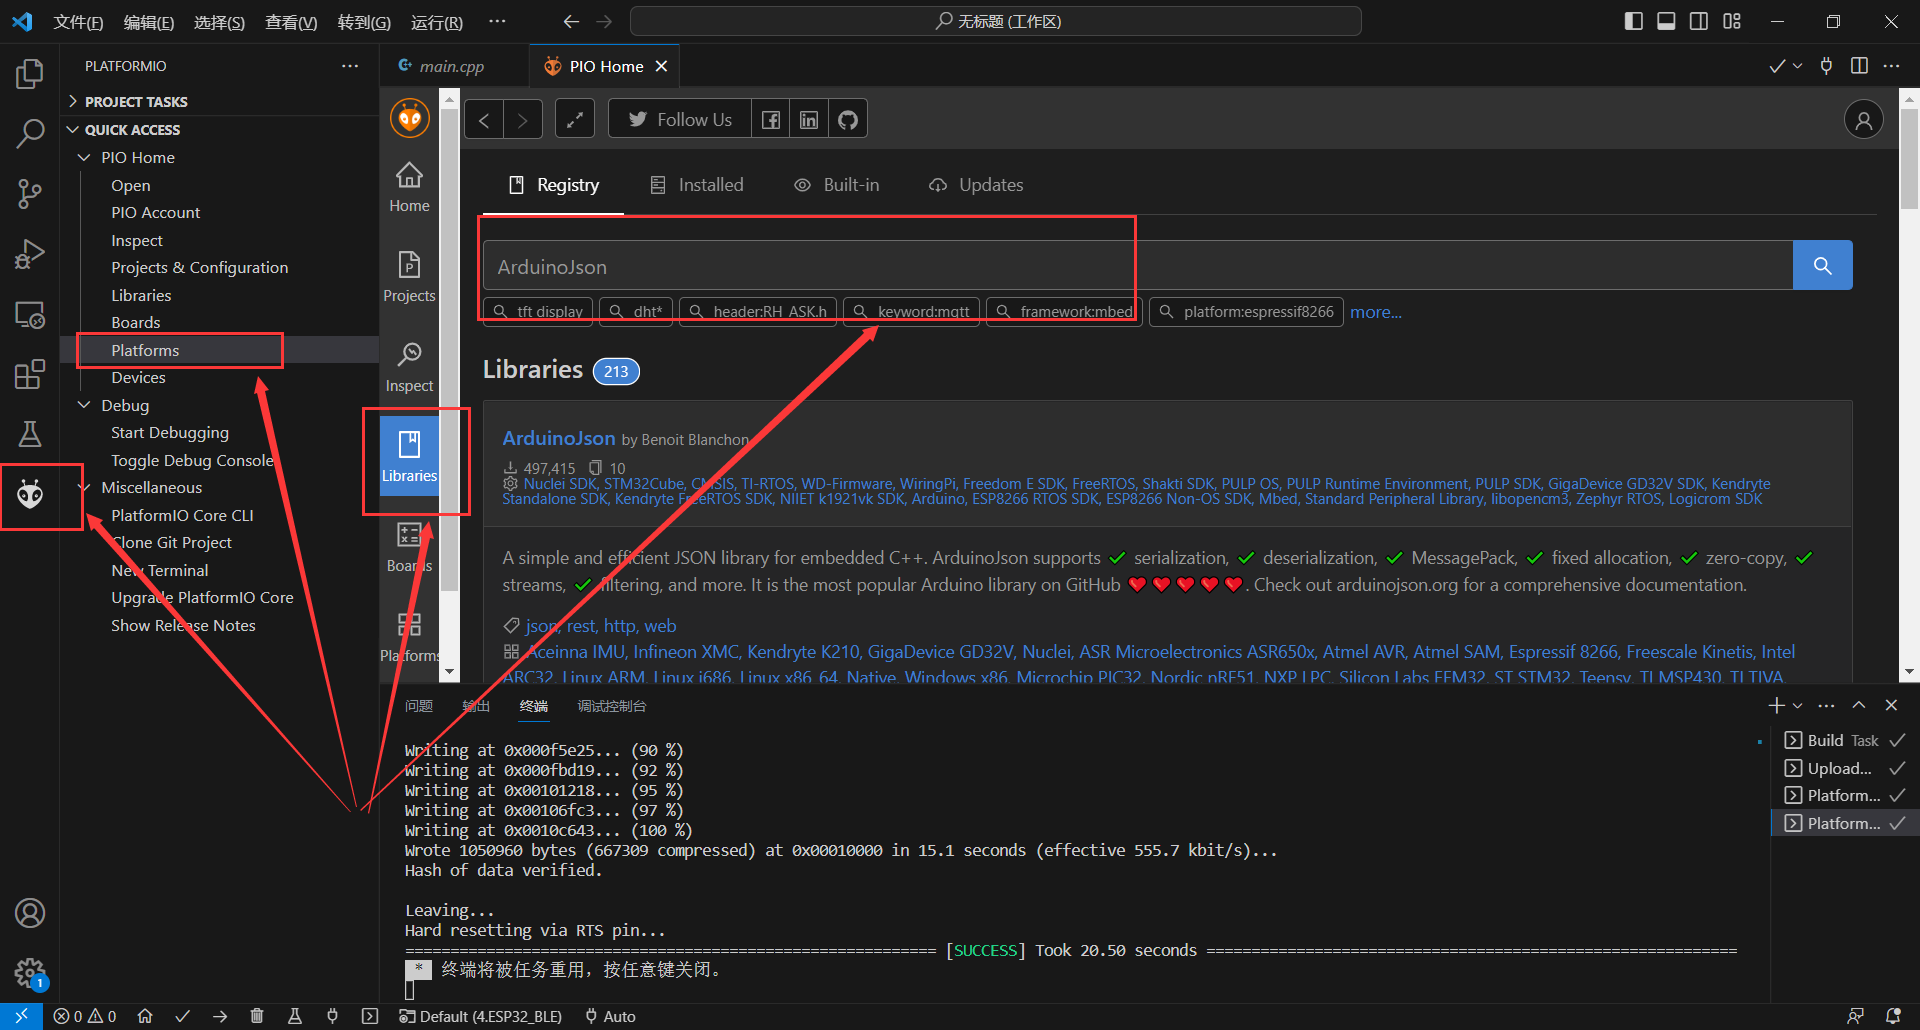 文件(F) 编辑(E) 选择(S) 查看(V) 转到(G) 运行(R) ··· 无标题 (工作区)
PLATFORMIO
PROJECT TASKS
QUICK ACCESS
PIO Home
Open
PIO Account
Inspect
Projects & Configuration
Libraries
Boards
Platforms
Devices
Debug
Start Debugging
Toggle Debug Console
Miscellaneous
PlatformIO Core CLI
Clone Git Project
New Terminal
Upgrade PlatformIO Core
Show Release Notes
main.cpp PIO Home
Home
Projects
Inspect
Libraries
Boards
Platforms
Follow Us
Registry Installed Built-in Updates
ArduinoJson
tft display dht* header:RH_ASK.h keyword:mqtt framework:mbed platform:espressif8266 more...
Libraries 213
ArduinoJson by Benoit Blanchon
497,415 10
Nuclei SDK, STM32Cube, CMSIS, TI-RTOS, WD-Firmware, WiringPi, Freedom E SDK, FreeRTOS, Shakti SDK, PULP OS, PULP Runtime Environment, PULP SDK, GigaDevice GD32V SDK, Kendryte
Standalone SDK, Kendryte FreeRTOS SDK, NIIET k1921vk SDK, Arduino, ESP8266 RTOS SDK, ESP8266 Non-OS SDK, Mbed, Standard Peripheral Library, libopencm3, Zephyr RTOS, Logicrom SDK
A simple and efficient JSON library for embedded C++. ArduinoJson supports ✔ serialization, ✔ deserialization, ✔ MessagePack, ✔ fixed allocation, ✔ zero-copy, ✔
streams, ✔ filtering, and more. It is the most popular Arduino library on GitHub ❤❤❤❤❤. Check out arduinojson.org for a comprehensive documentation.
json, rest, http, web
Aceinna IMU, Infineon XMC, Kendryte K210, GigaDevice GD32V, Nuclei, ASR Microelectronics ASR650x, Atmel AVR, Atmel SAM, Espressif 8266, Freescale Kinetis, Intel
ARC32, Linux ARM, Linux i686, Linux x86_64, Native, Windows x86, Microchip PIC32, Nordic nRF51, NXP LPC, Silicon Labs EFM32, ST STM32, Teensy, TI MSP430, TI TIVA,
问题 输出 终端 调试控制台
Writing at 0x000f5e25... (90 %)
Writing at 0x000fbd19... (92 %)
Writing at 0x00101218... (95 %)
Writing at 0x00106fc3... (97 %)
Writing at 0x0010c643... (100 %)
Wrote 1050960 bytes (667309 compressed) at 0x00010000 in 15.1 seconds (effective 555.7 kbit/s)...
Hash of data verified.
Leaving...
Hard resetting via RTS pin...
=========================================================== [SUCCESS] Took 20.50 seconds ===========================================================
* 终端将被任务重用，按任意键关闭。
Build Task
Upload...
Platform...
Platform...
1
0 0 Default (4.ESP32_BLE) Auto